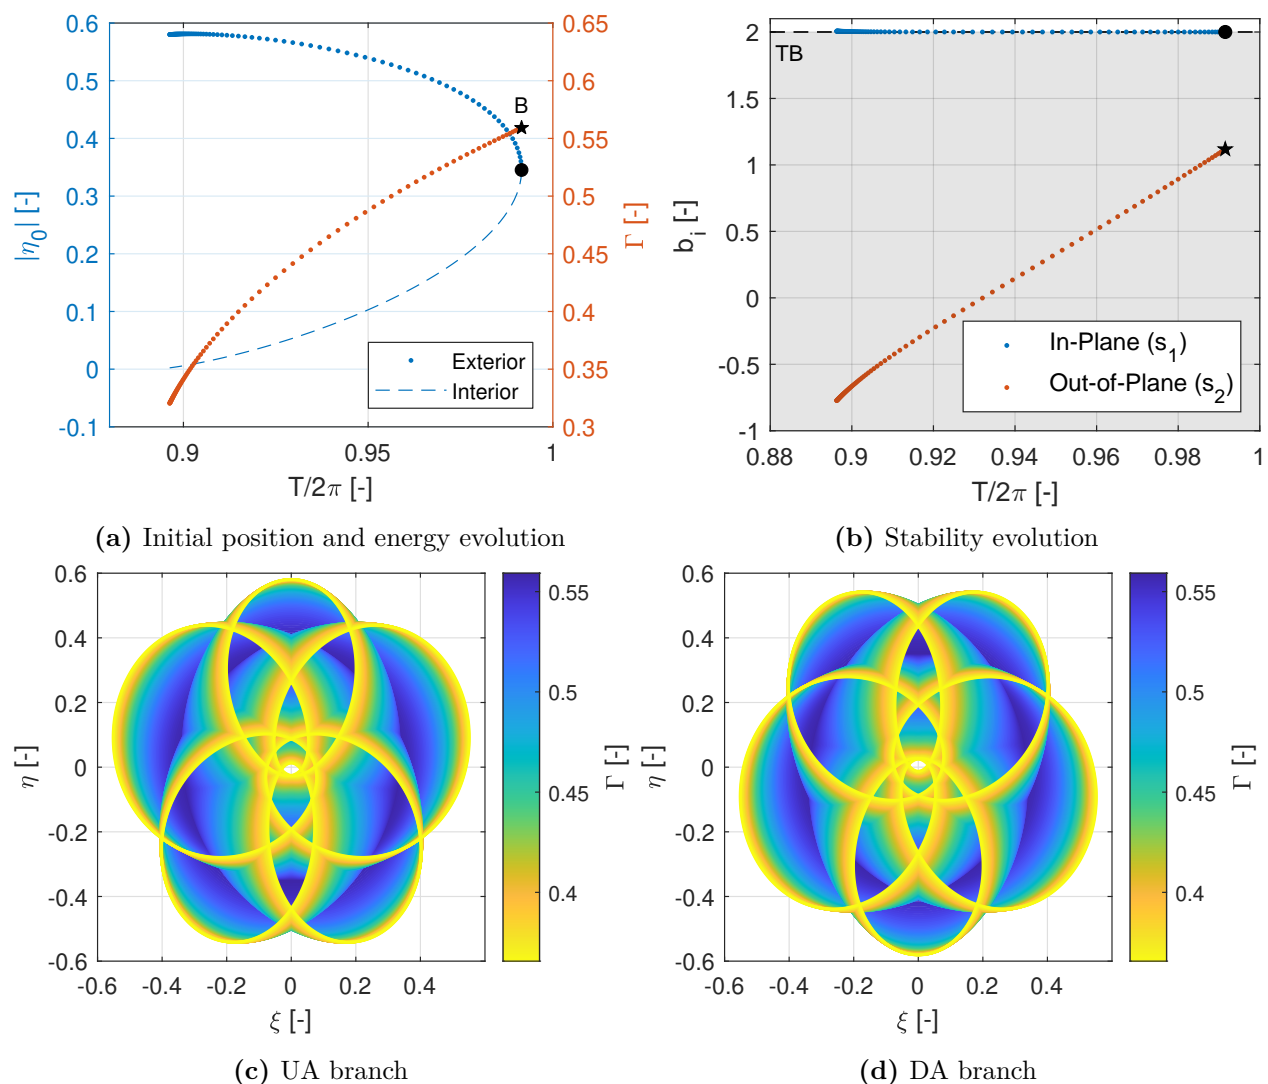 0.6
0.5
0.4
0.3
0.2
0.1
0
-0.1
|η0| [-]
0.65
0.6
0.55
0.5
0.45
0.4
0.35
0.3
Γ [-]
B
Exterior
Interior
0.9 0.95 1
T/2π [-]
(a) Initial position and energy evolution
2
1.5
1
0.5
0
-0.5
-1
b_i [-]
TB
In-Plane (s_1)
Out-of-Plane (s_2)
0.88 0.9 0.92 0.94 0.96 0.98 1
T/2π [-]
(b) Stability evolution
0.6
0.4
0.2
0
-0.2
-0.4
-0.6
η [-]
-0.6 -0.4 -0.2 0 0.2 0.4
ξ [-]
0.55
0.5
0.45
0.4
Γ [-]
(c) UA branch
0.6
0.4
0.2
0
-0.2
-0.4
-0.6
η [-]
-0.6 -0.4 -0.2 0 0.2 0.4
ξ [-]
0.55
0.5
0.45
0.4
Γ [-]
(d) DA branch